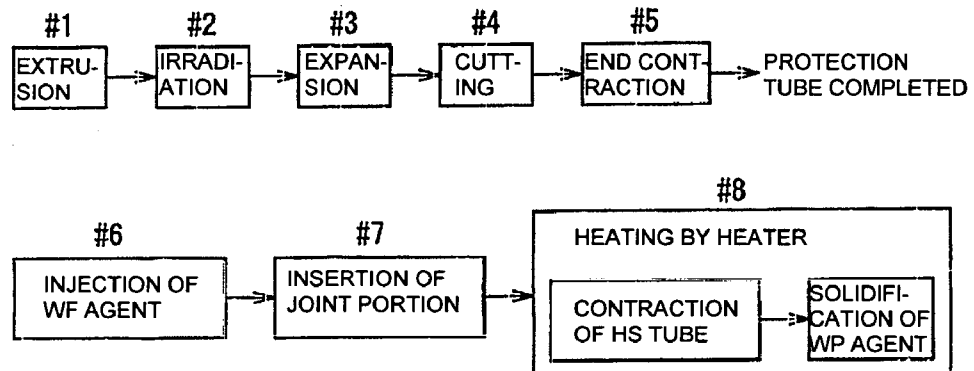 #1
#2
#3
#4
#5
EXTRU-
SION
IRRADI-
ATION
EXPAN-
SION
CUTT-
ING
END CONT-
RACTION
PROTECTION
TUBE COMPLETED
#6
#7
#8
INJECTION OF
WF AGENT
INSERTION OF
JOINT PORTION
HEATING BY HEATER
CONTRACTION
OF HS TUBE
SOLIDIFI-
CATION OF
WP AGENT